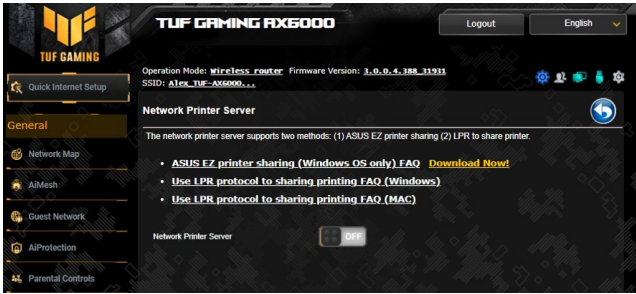 TUF GAMING AX6000
Logout
English
TUF GAMING
Operation Mode: Wireless router Firmware Version: 3.0.0.4.388_31931
SSID: Alex_TUF-AX6000...
Quick Internet Setup
General
Network Map
AiMesh
Guest Network
AiProtection
Parental Controls
Network Printer Server
The network printer server supports two methods: (1) ASUS EZ printer sharing (2) LPR to share printer.
ASUS EZ printer sharing (Windows OS only) FAQ Download Now!
Use LPR protocol to sharing printing FAQ (Windows)
Use LPR protocol to sharing printing FAQ (MAC)
Network Printer Server
OFF